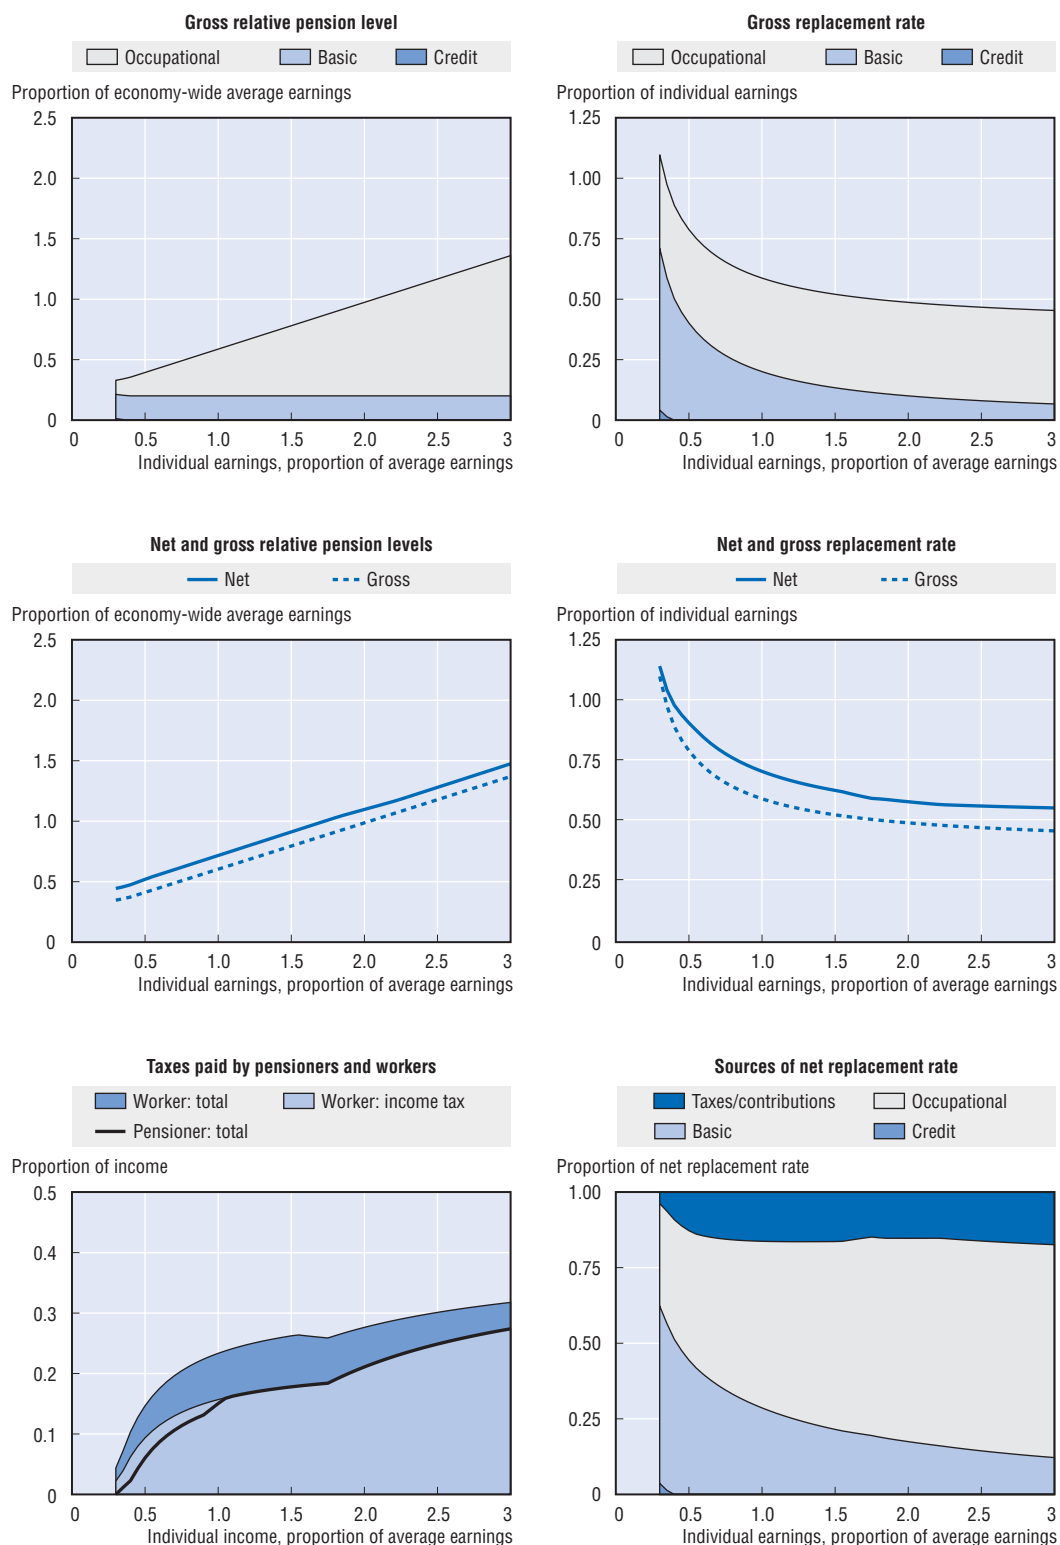 Gross relative pension level
Occupational Basic Credit
Proportion of economy-wide average earnings
2.5
2.0
1.5
1.0
0.5
0
0 0.5 1.0 1.5 2.0 2.5 3
Individual earnings, proportion of average earnings
Gross replacement rate
Occupational Basic Credit
Proportion of individual earnings
1.25
1.00
0.75
0.50
0.25
0
0 0.5 1.0 1.5 2.0 2.5 3
Individual earnings, proportion of average earnings
Net and gross relative pension levels
Net Gross
Proportion of economy-wide average earnings
2.5
2.0
1.5
1.0
0.5
0
0 0.5 1.0 1.5 2.0 2.5 3
Individual earnings, proportion of average earnings
Net and gross replacement rate
Net Gross
Proportion of individual earnings
1.25
1.00
0.75
0.50
0.25
0
0 0.5 1.0 1.5 2.0 2.5 3
Individual earnings, proportion of average earnings
Taxes paid by pensioners and workers
Worker: total Worker: income tax
Pensioner: total
Proportion of income
0.5
0.4
0.3
0.2
0.1
0
0 0.5 1.0 1.5 2.0 2.5 3
Individual income, proportion of average earnings
Sources of net replacement rate
Taxes/contributions Occupational
Basic Credit
Proportion of net replacement rate
1.00
0.75
0.50
0.25
0
0 0.5 1.0 1.5 2.0 2.5 3
Individual earnings, proportion of average earnings